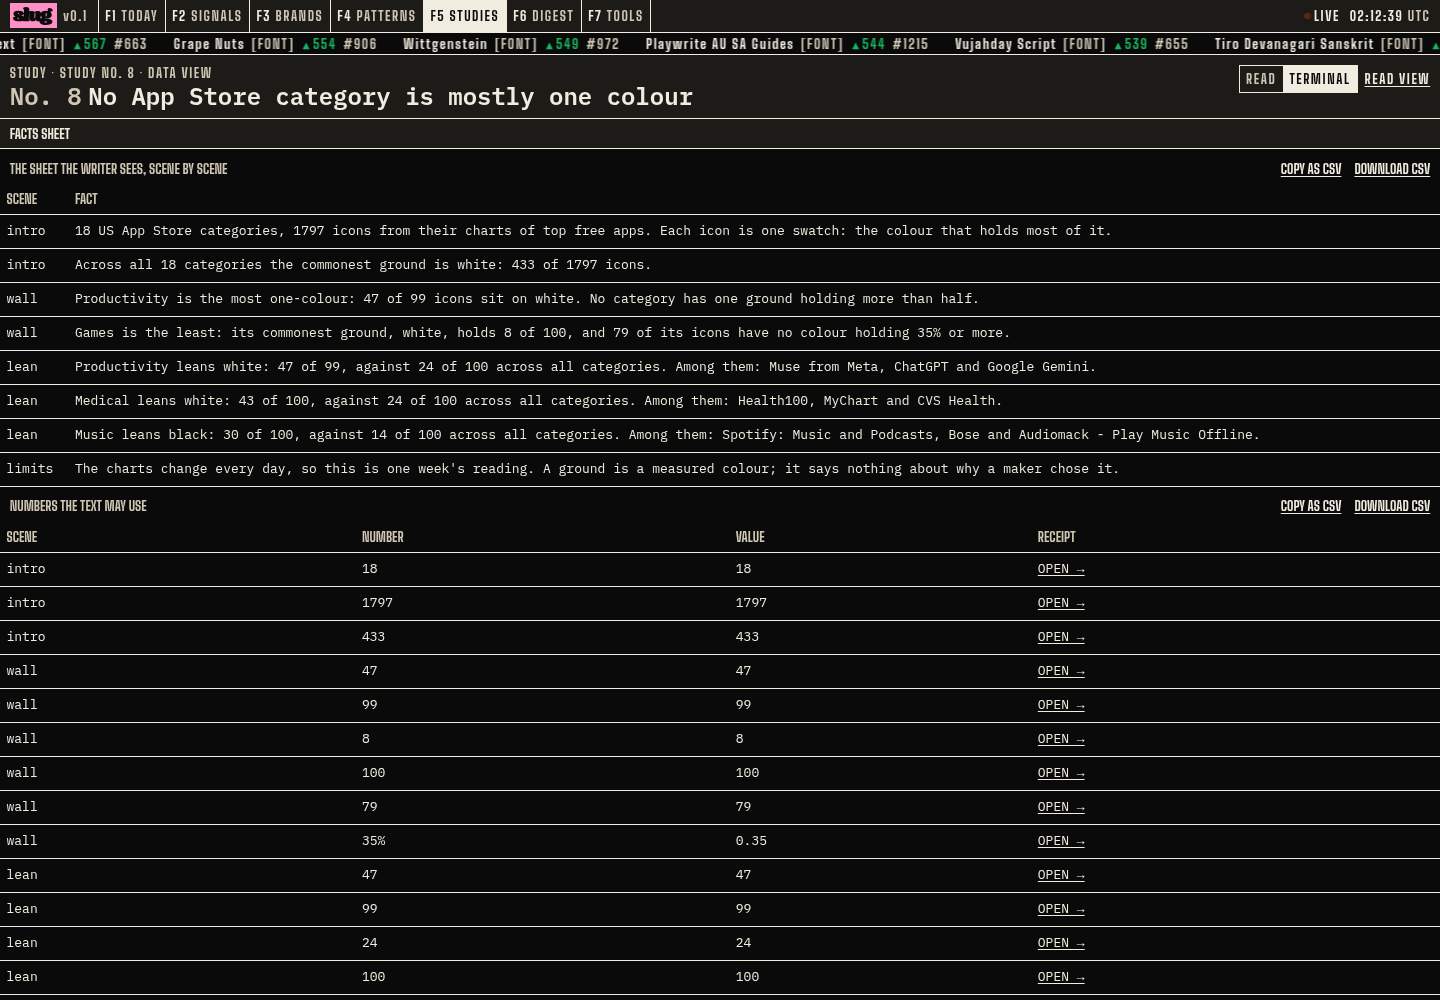 slug v0.1 F1 TODAY F2 SIGNALS F3 BRANDS F4 PATTERNS F5 STUDIES F6 DIGEST F7 TOOLS LIVE 02:12:39 UTC
ext [FONT] ▲567 #663 Grape Nuts [FONT] ▲554 #906 Wittgenstein [FONT] ▲549 #972 Playwrite AU SA Guides [FONT] ▲544 #1215 Vujahday Script [FONT] ▲539 #655 Tiro Devanagari Sanskrit [FONT] ▲
STUDY · STUDY NO. 8 · DATA VIEW
No. 8 No App Store category is mostly one colour
READ TERMINAL READ VIEW
FACTS SHEET
THE SHEET THE WRITER SEES, SCENE BY SCENE COPY AS CSV DOWNLOAD CSV
SCENE FACT
intro 18 US App Store categories, 1797 icons from their charts of top free apps. Each icon is one swatch: the colour that holds most of it.
intro Across all 18 categories the commonest ground is white: 433 of 1797 icons.
wall Productivity is the most one-colour: 47 of 99 icons sit on white. No category has one ground holding more than half.
wall Games is the least: its commonest ground, white, holds 8 of 100, and 79 of its icons have no colour holding 35% or more.
lean Productivity leans white: 47 of 99, against 24 of 100 across all categories. Among them: Muse from Meta, ChatGPT and Google Gemini.
lean Medical leans white: 43 of 100, against 24 of 100 across all categories. Among them: Health100, MyChart and CVS Health.
lean Music leans black: 30 of 100, against 14 of 100 across all categories. Among them: Spotify: Music and Podcasts, Bose and Audiomack - Play Music Offline.
limits The charts change every day, so this is one week's reading. A ground is a measured colour; it says nothing about why a maker chose it.
NUMBERS THE TEXT MAY USE COPY AS CSV DOWNLOAD CSV
SCENE NUMBER VALUE RECEIPT
intro 18 18 OPEN →
intro 1797 1797 OPEN →
intro 433 433 OPEN →
wall 47 47 OPEN →
wall 99 99 OPEN →
wall 8 8 OPEN →
wall 100 100 OPEN →
wall 79 79 OPEN →
wall 35% 0.35 OPEN →
lean 47 47 OPEN →
lean 99 99 OPEN →
lean 24 24 OPEN →
lean 100 100 OPEN →